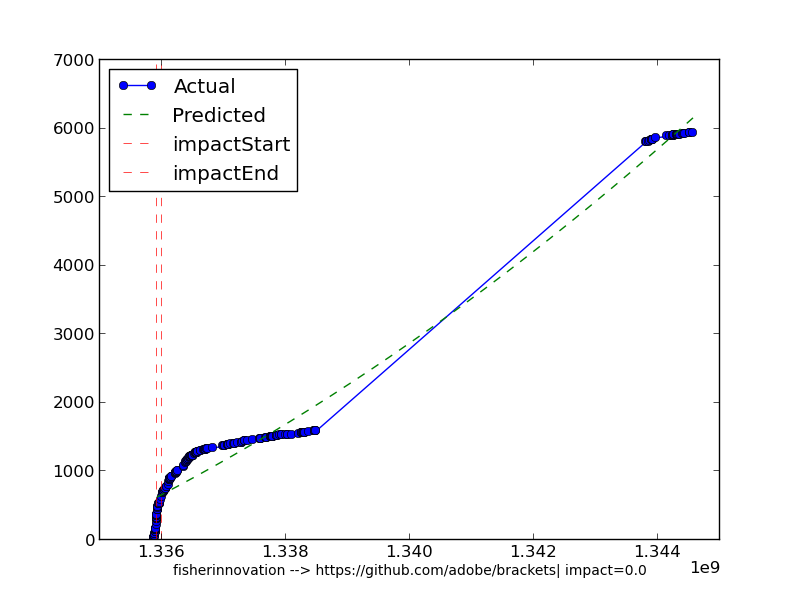 7000
6000
5000
4000
3000
2000
1000
0
Actual
Predicted
impactStart
impactEnd
1.336 1.338 1.340 1.342 1.344
1e9
fisherinnovation --> https://github.com/adobe/brackets| impact=0.0